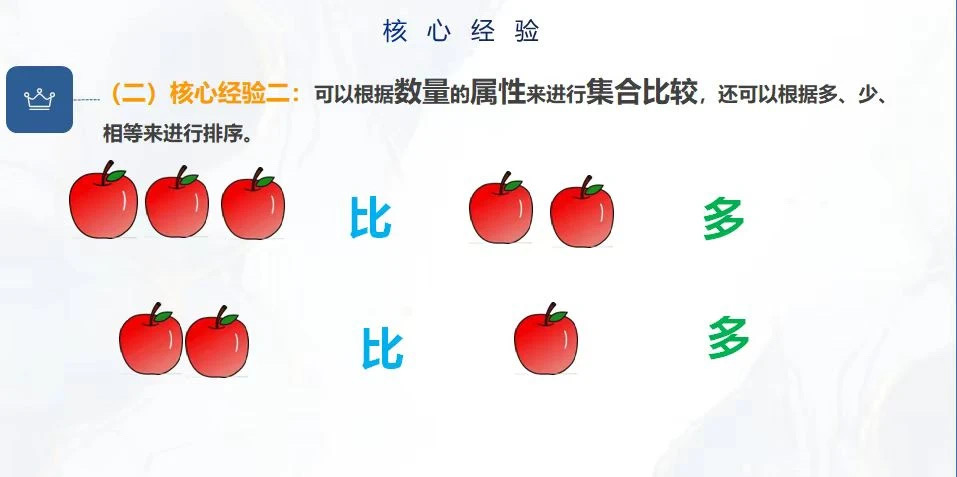 核心经验
（二）核心经验二：可以根据数量的属性来进行集合比较，还可以根据多、少、
相等来进行排序。
比 多
比 多